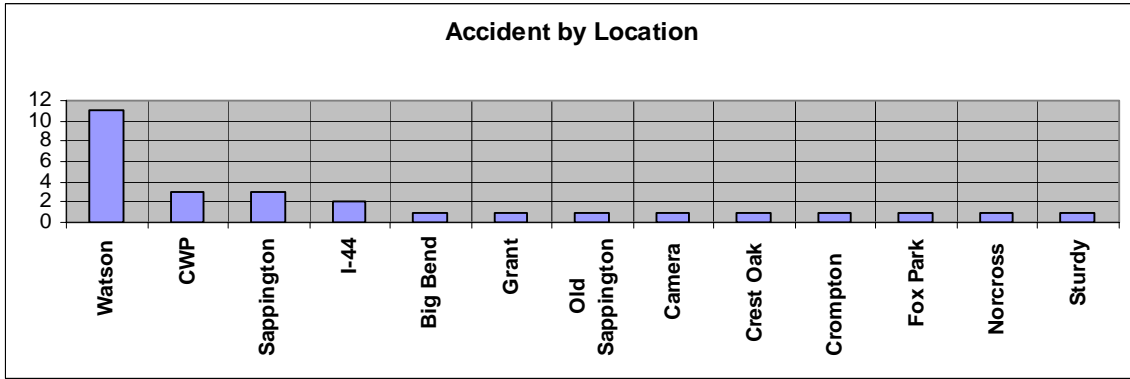 Accident by Location
12
10
8
6
4
2
0
Watson
CWP
Sappington
I-44
Big Bend
Grant
Old
Sappington
Camera
Crest Oak
Crompton
Fox Park
Norcross
Sturdy